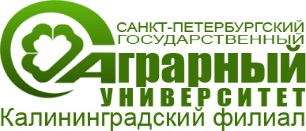 САНКТ-ПЕТЕРБУРГСКИЙ
ГОСУДАРСТВЕННЫЙ
Аграрный
УНИВЕРСИТЕТ
Калининградский филиал